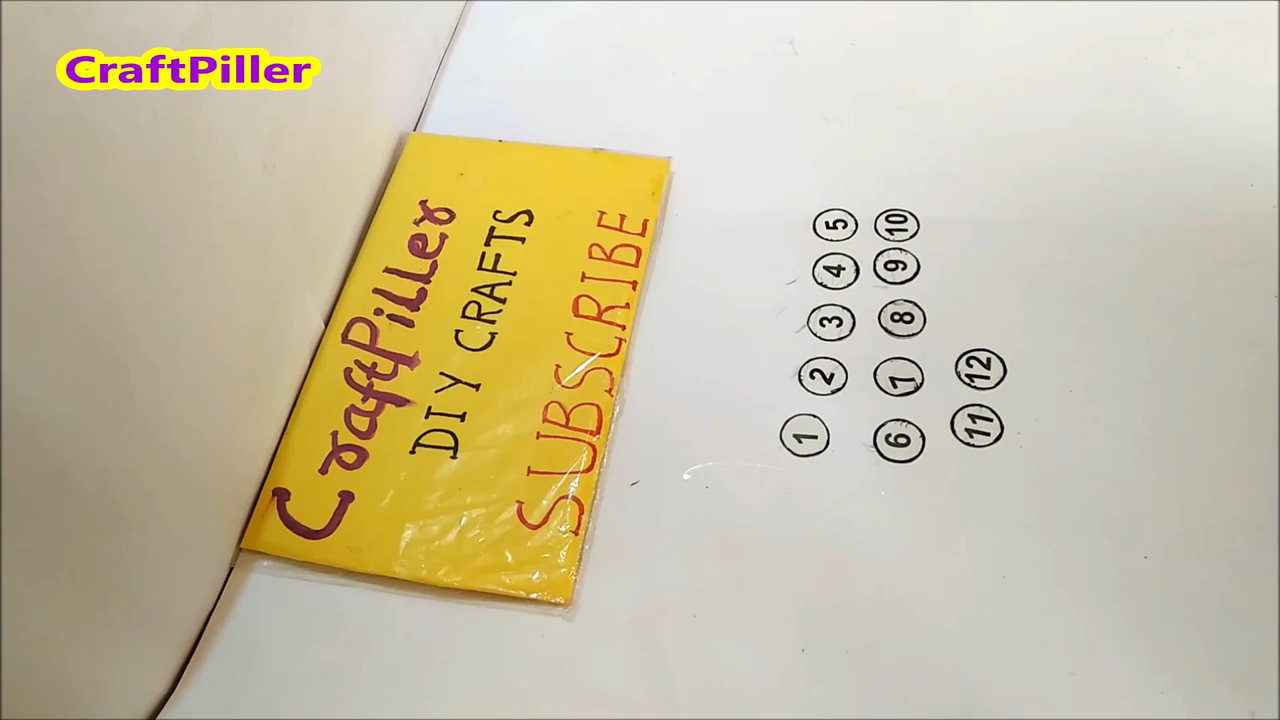 CraftPiller
CraftPiller
DIY CRAFTS
SUBSCRIBE
1 2 3 4 5
6 7 8 9 10
11 12